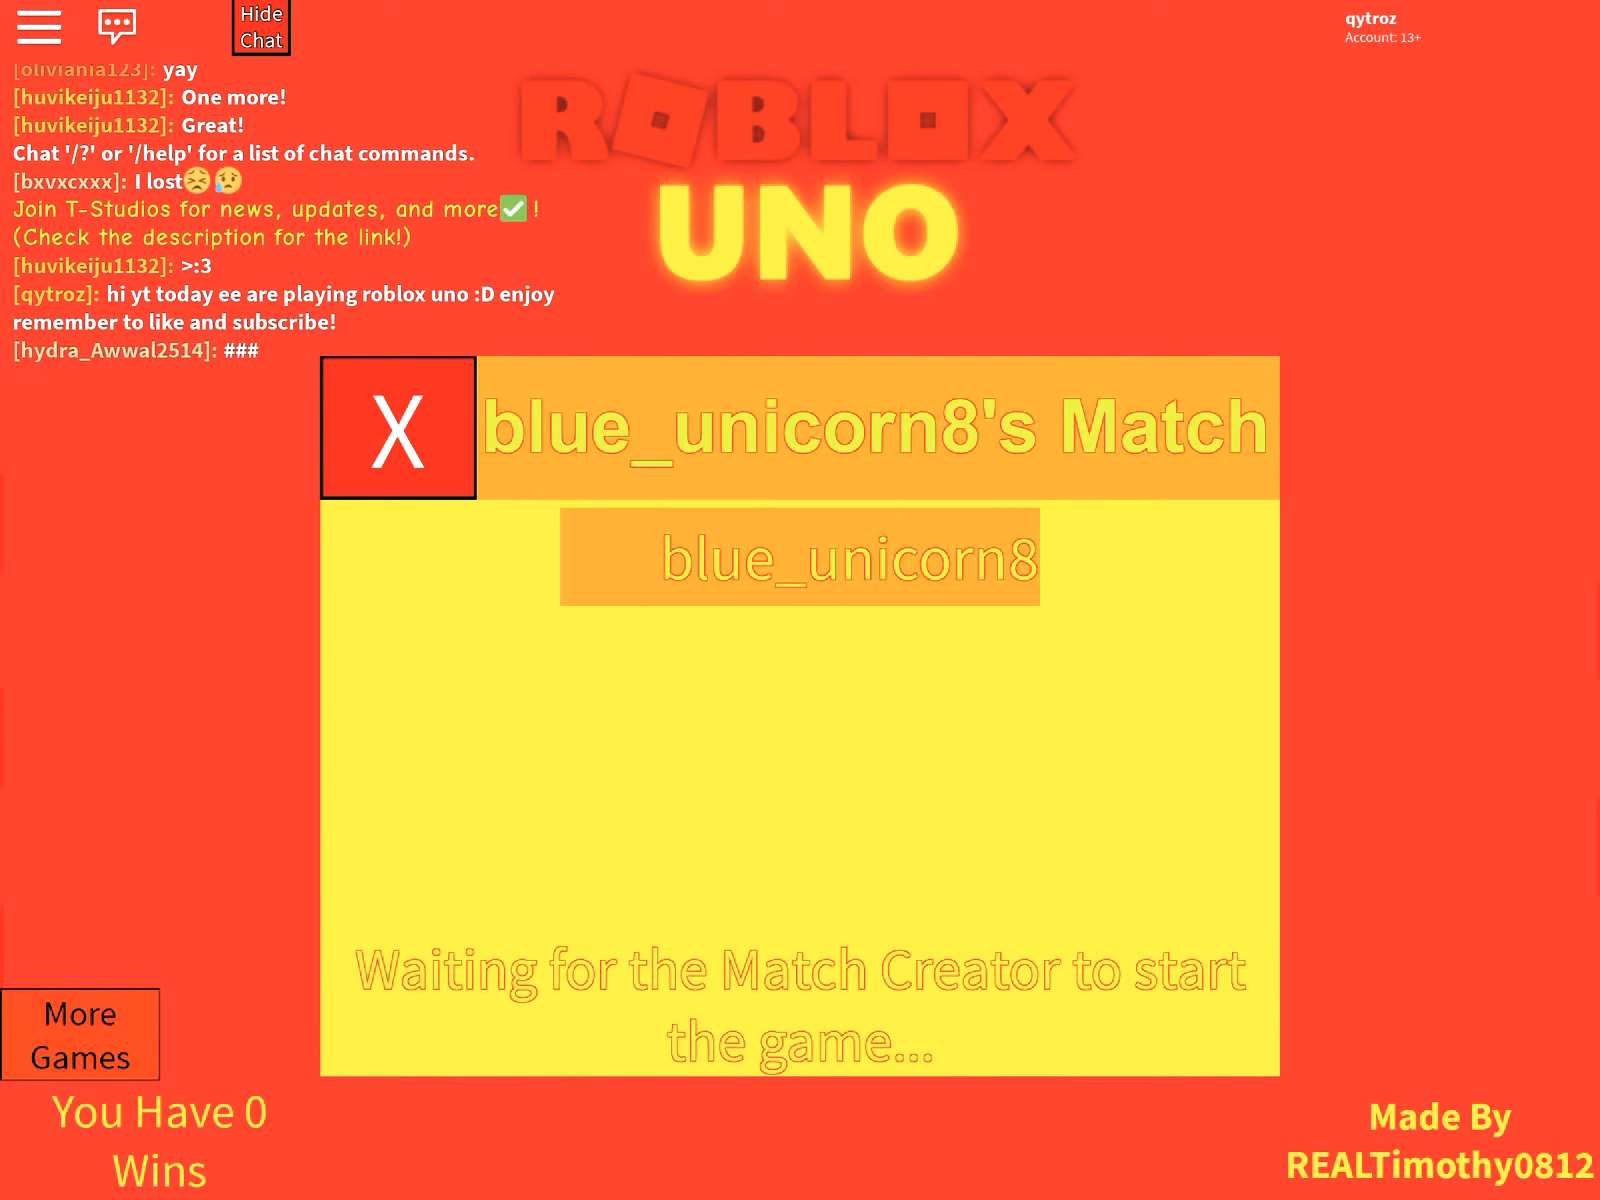 Hide
Chat
qytroz
Account: 13+
[oliviania123]: yay
[huvikeiju1132]: One more!
[huvikeiju1132]: Great!
Chat '/?' or '/help' for a list of chat commands.
[bxvxcxxx]: I lost😣😥
Join T-Studios for news, updates, and more✅ !
(Check the description for the link!)
[huvikeiju1132]: >:3
[qytroz]: hi yt today ee are playing roblox uno :D enjoy
remember to like and subscribe!
[hydra_Awwal2514]: ###
ROBLOX
UNO
X
blue_unicorn8's Match
blue_unicorn8
Waiting for the Match Creator to start
the game...
More
Games
You Have 0
Wins
Made By
REALTimothy0812